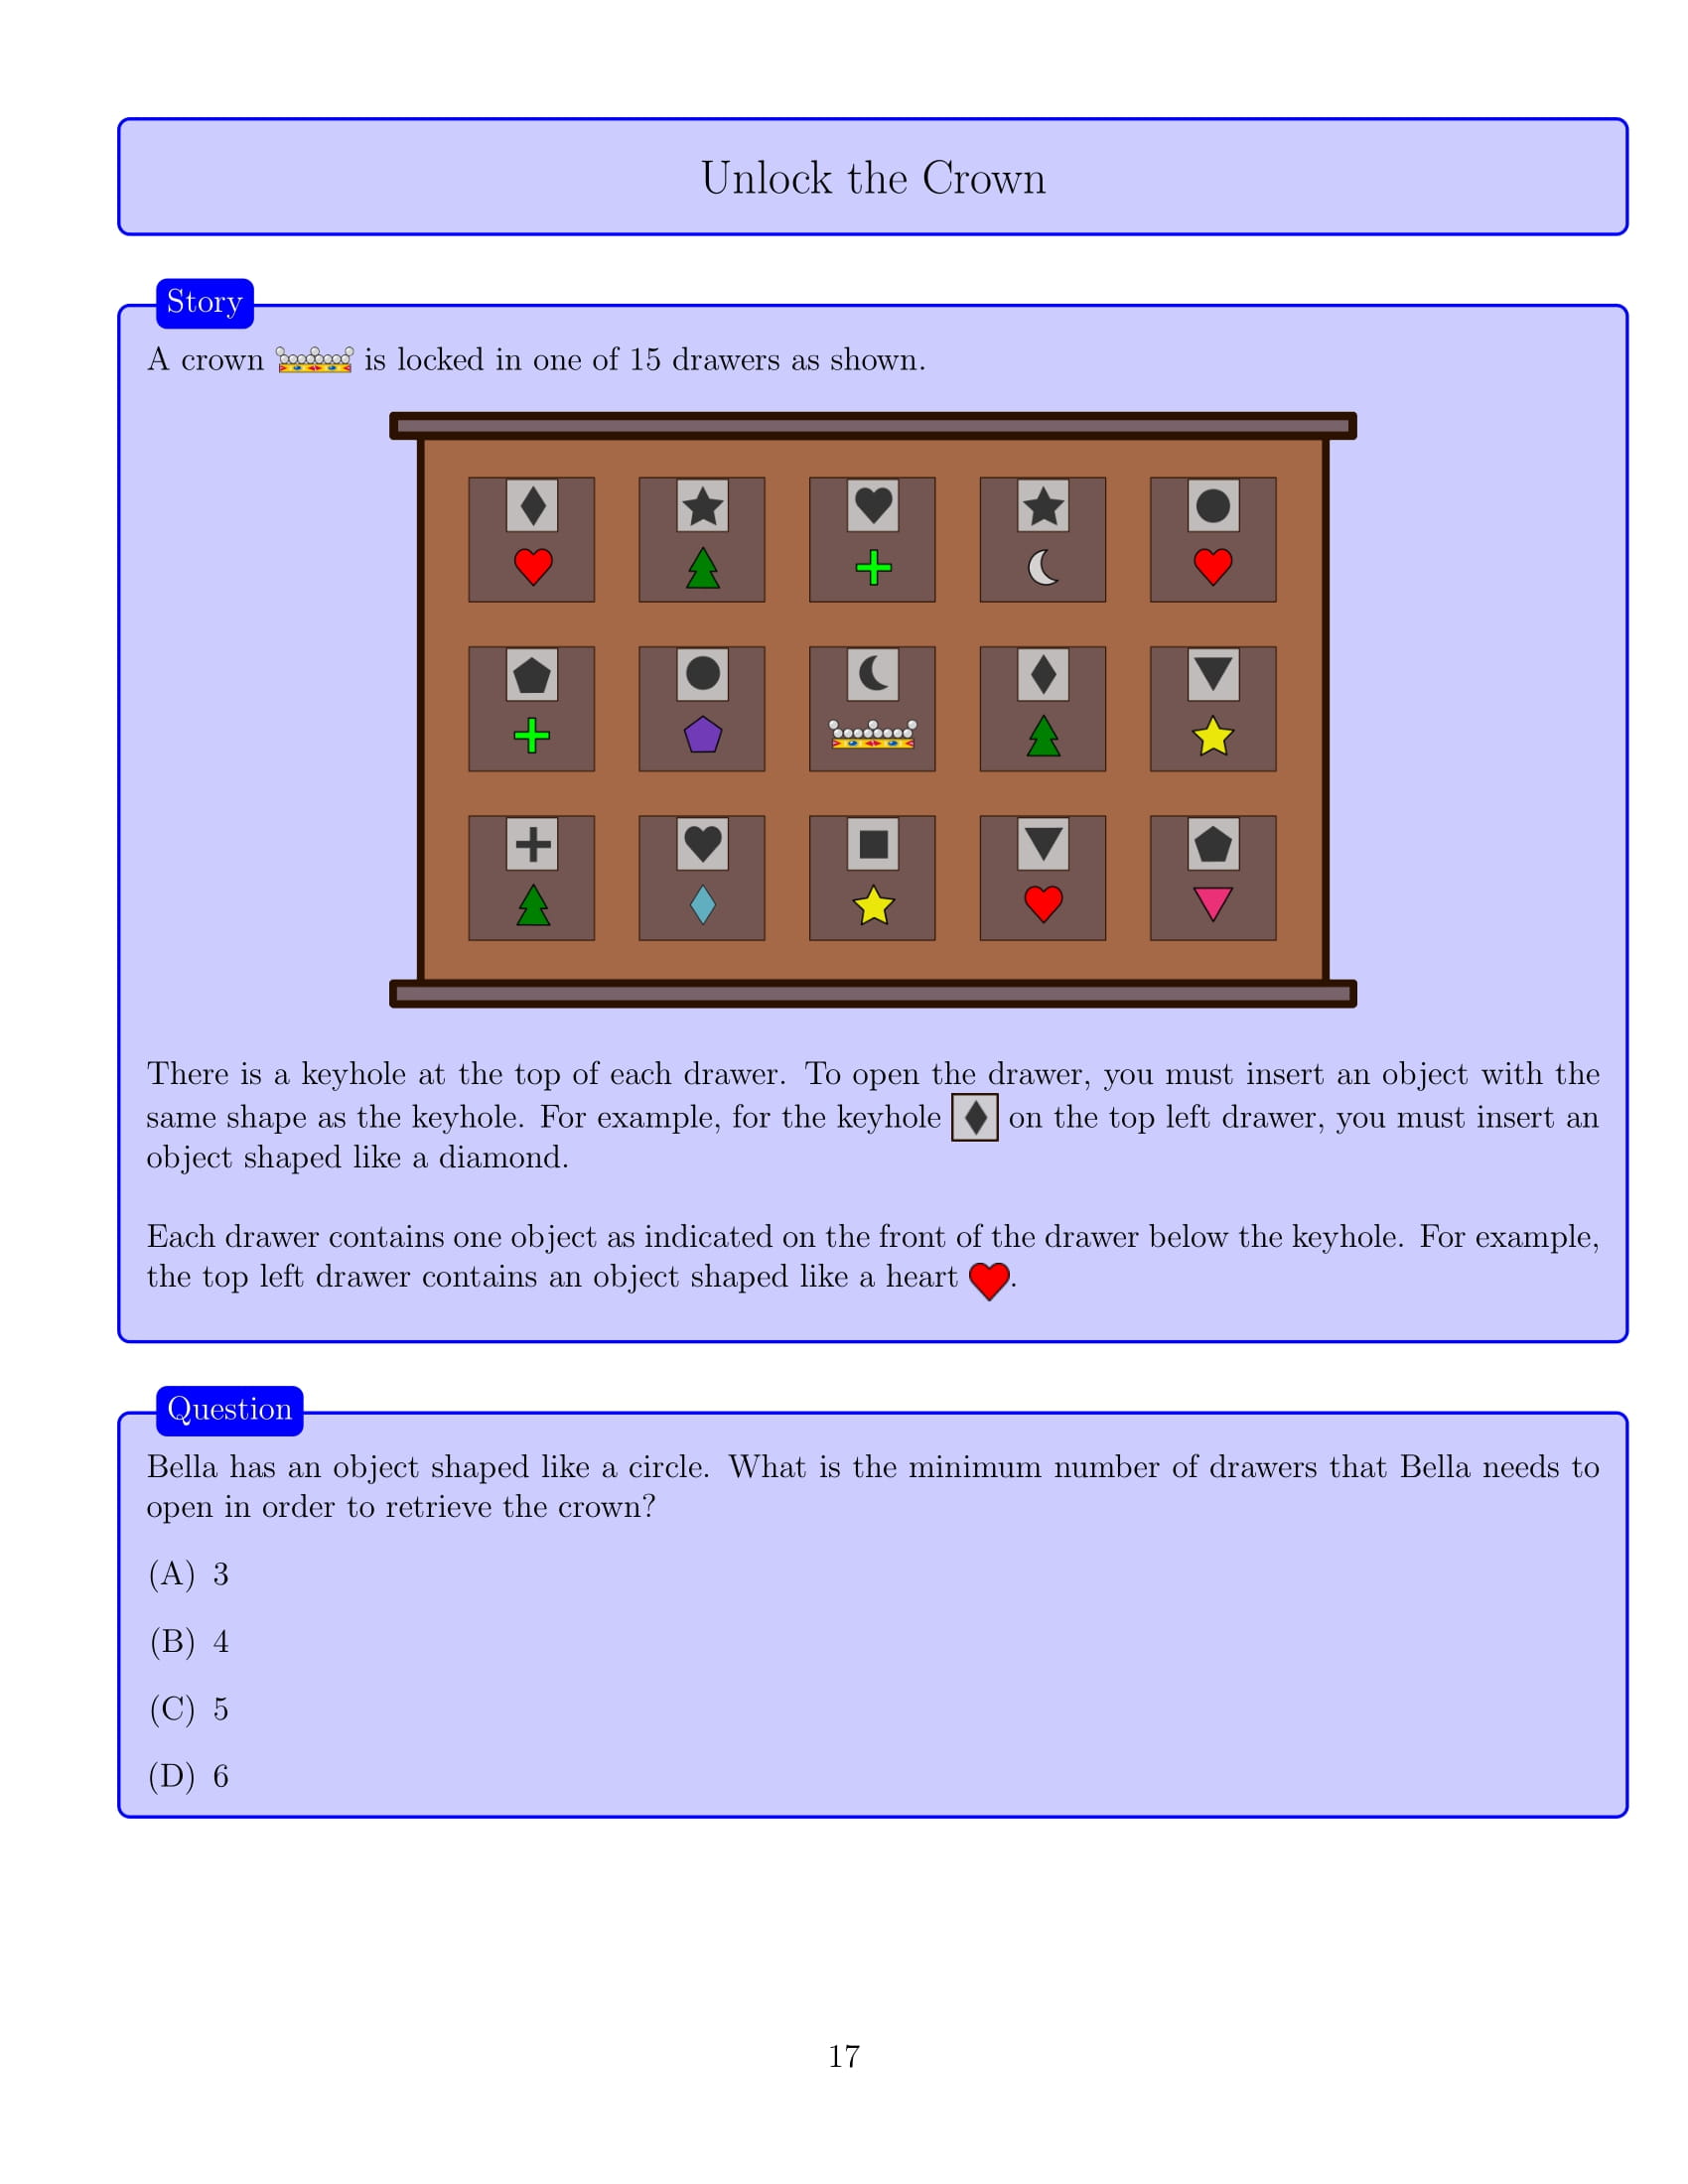 Unlock the Crown
Story
A crown is locked in one of 15 drawers as shown.
There is a keyhole at the top of each drawer. To open the drawer, you must insert an object with the
same shape as the keyhole. For example, for the keyhole on the top left drawer, you must insert an
object shaped like a diamond.
Each drawer contains one object as indicated on the front of the drawer below the keyhole. For example,
the top left drawer contains an object shaped like a heart .
Question
Bella has an object shaped like a circle. What is the minimum number of drawers that Bella needs to
open in order to retrieve the crown?
(A) 3
(B) 4
(C) 5
(D) 6
17